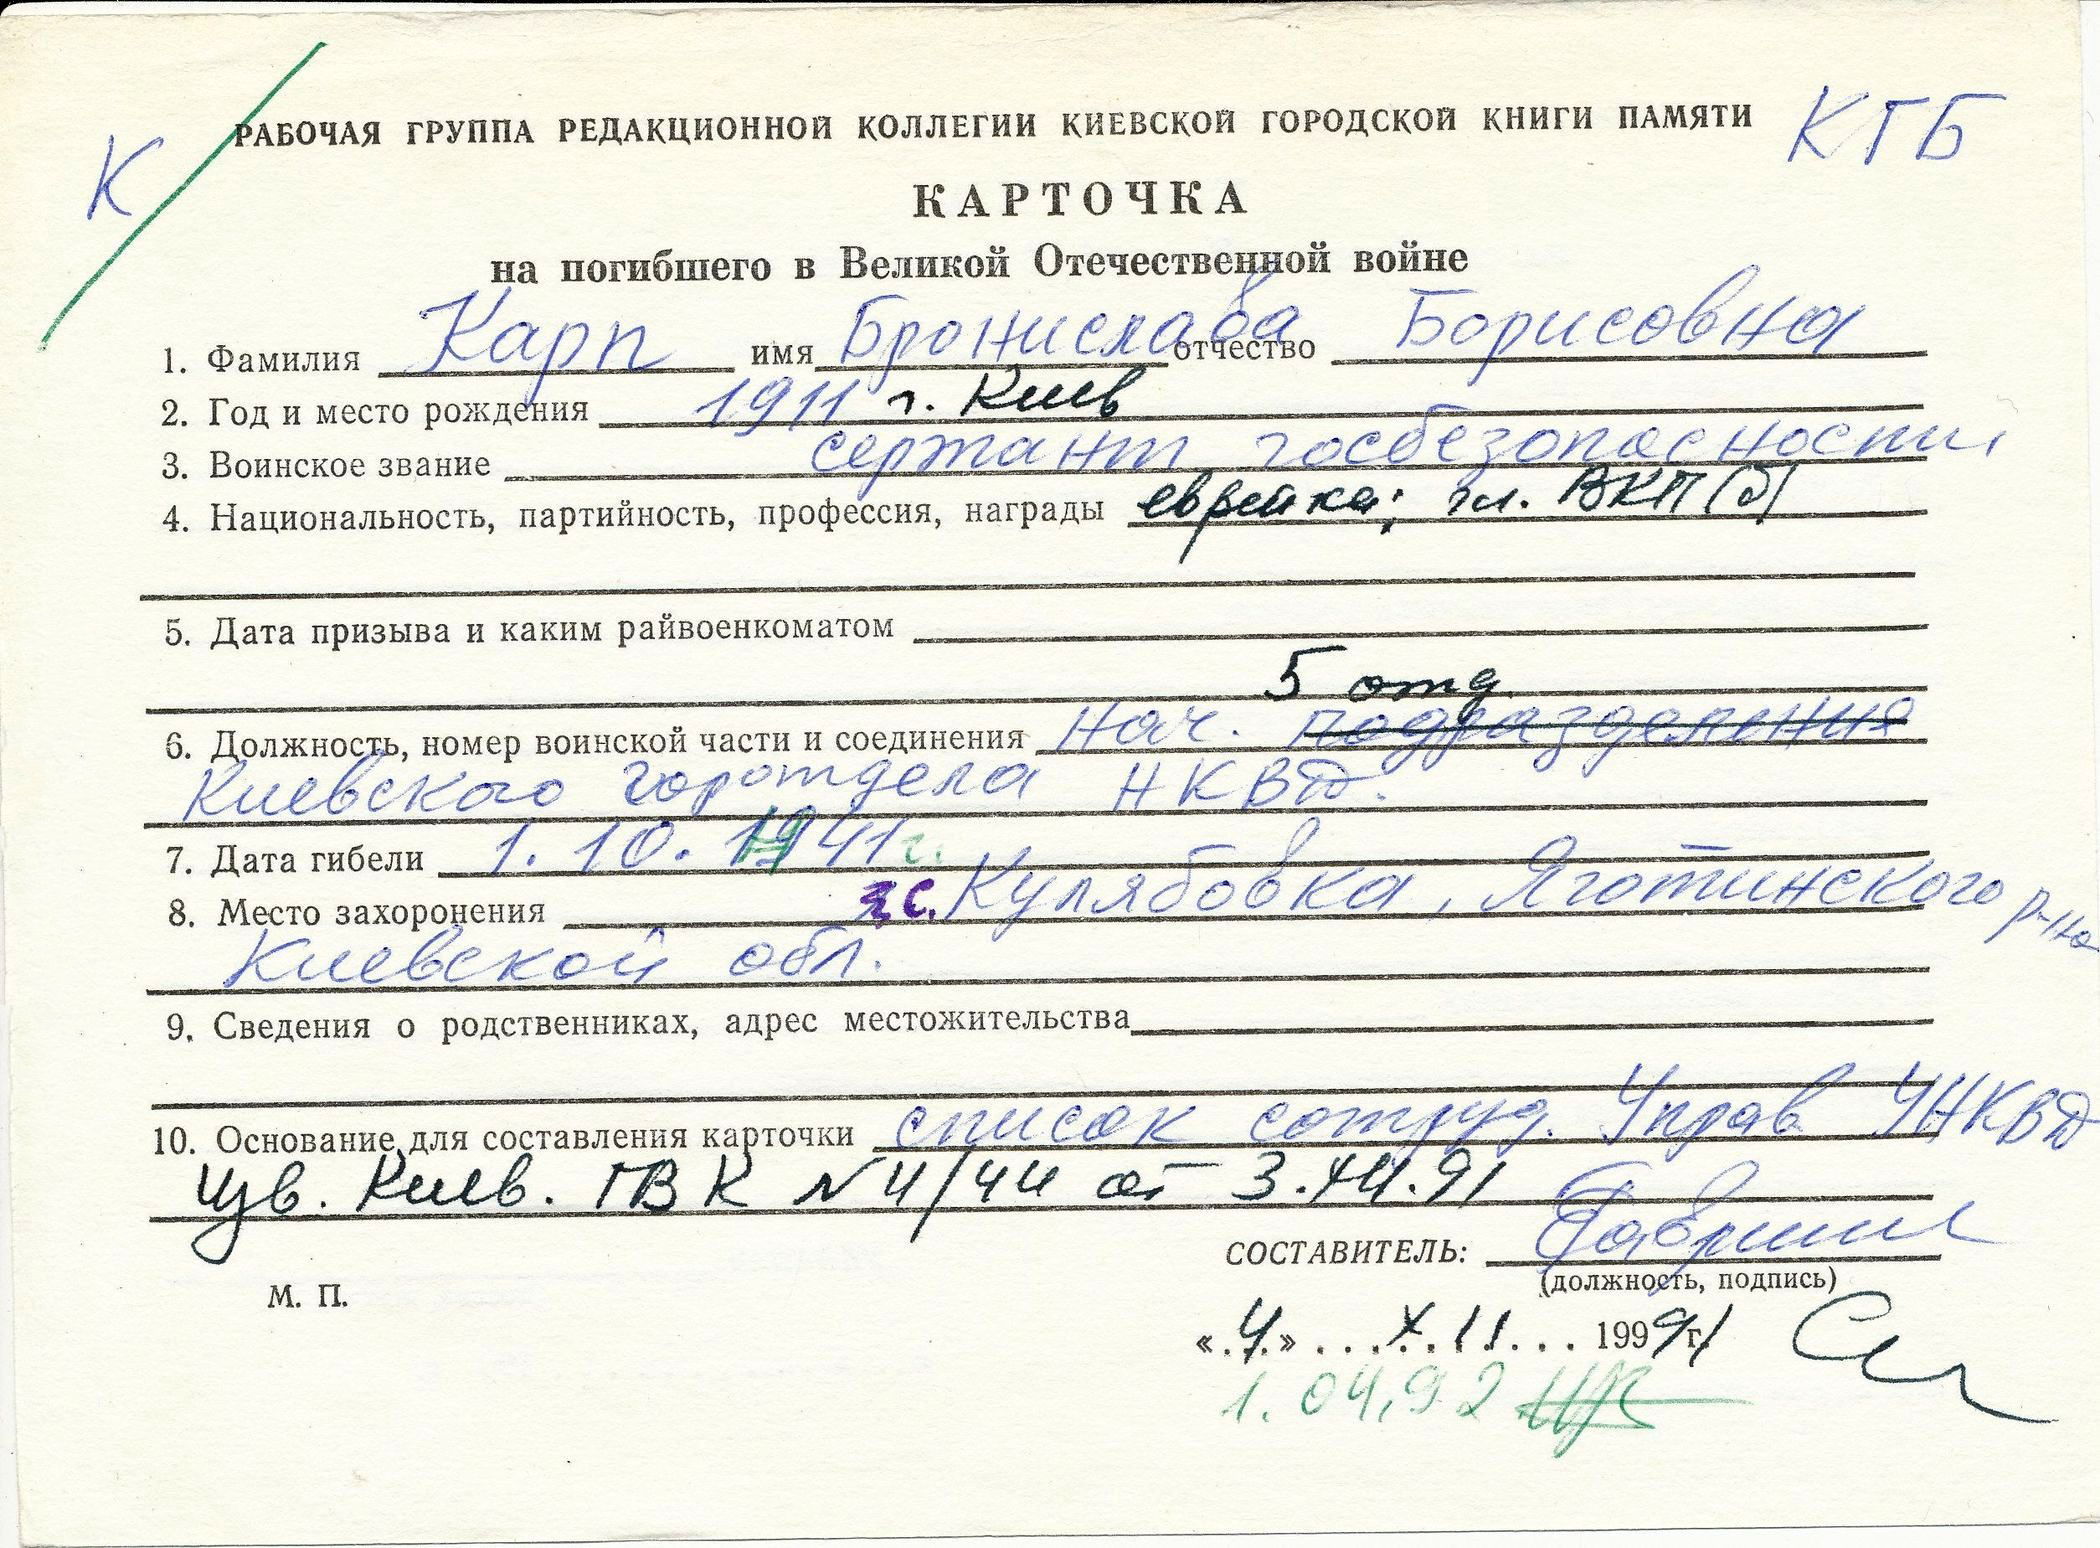 К
РАБОЧАЯ ГРУППА РЕДАКЦИОННОЙ КОЛЛЕГИИ КИЕВСКОЙ ГОРОДСКОЙ КНИГИ ПАМЯТИ КГБ
КАРТОЧКА
на погибшего в Великой Отечественной войне
1. Фамилия Карп имя Бронислава отчество Борисовна
2. Год и место рождения 1911 г. Киев
3. Воинское звание сержант госбезопасности
4. Национальность, партийность, профессия, награды еврейка; чл. ВКП(б)
5. Дата призыва и каким райвоенкоматом
5 отд.
6. Должность, номер воинской части и соединения нач. подразделения
Киевского горотдела НКВД.
7. Дата гибели 1.10.1941 г.
8. Место захоронения с. Кулябовка, Яготинского р-на
Киевской обл.
9. Сведения о родственниках, адрес местожительства
10. Основание для составления карточки список сотруд. Управ. УНКВД
Изв. Киев. ГВК №4/44 от 3.XII.91
СОСТАВИТЕЛЬ:
(должность, подпись)
М. П.
«4» XII 1991 г.
1.04.92